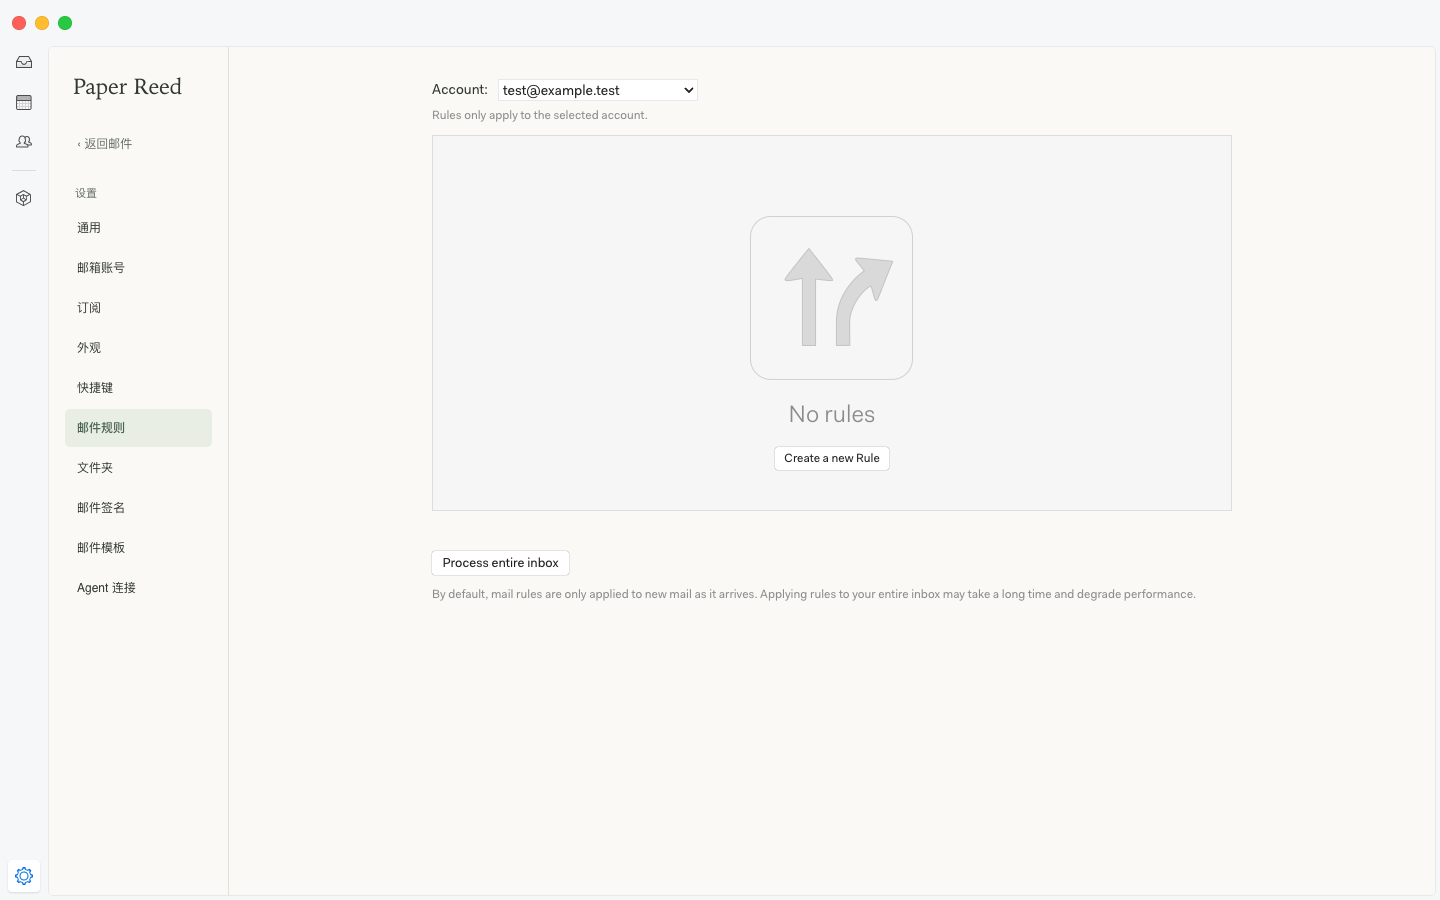 Paper Reed
‹ 返回邮件
设置
通用
邮箱账号
订阅
外观
快捷键
邮件规则
文件夹
邮件签名
邮件模板
Agent 连接
Account: test@example.test
Rules only apply to the selected account.
No rules
Create a new Rule
Process entire inbox
By default, mail rules are only applied to new mail as it arrives. Applying rules to your entire inbox may take a long time and degrade performance.